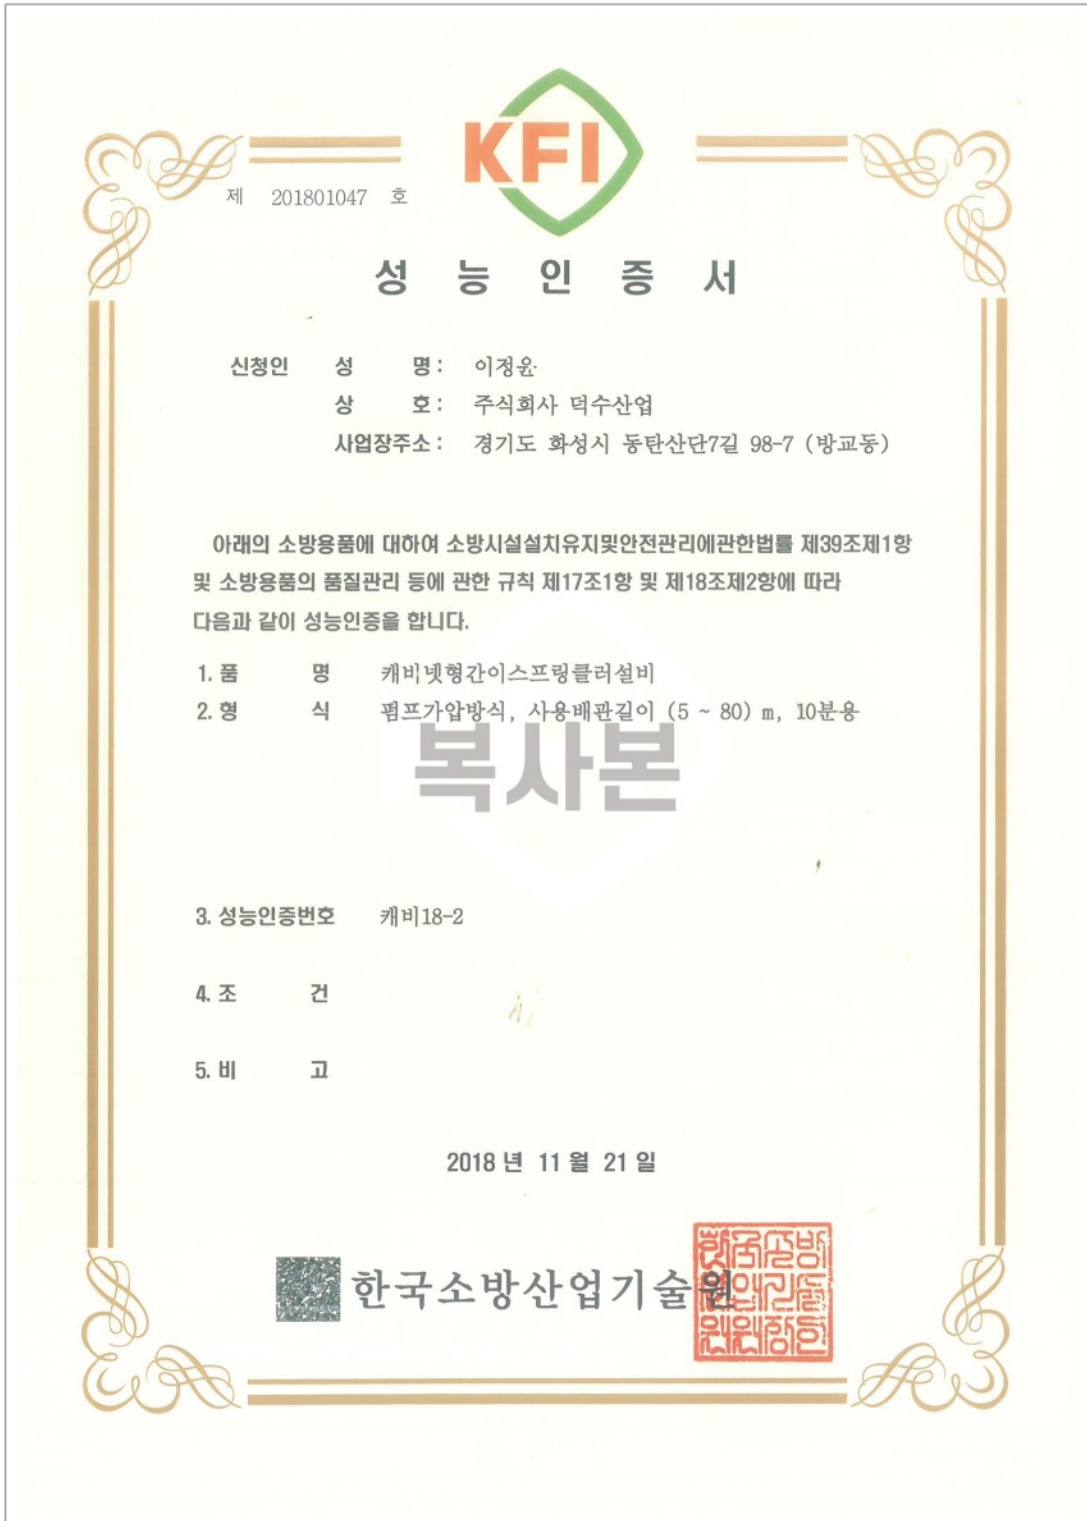 KFI
제 201801047 호
성 능 인 증 서
신청인 성 명 : 이정윤
상 호 : 주식회사 덕수산업
사업장주소 : 경기도 화성시 동탄산단7길 98-7 (방교동)
아래의 소방용품에 대하여 소방시설설치유지및안전관리에관한법률 제39조제1항
및 소방용품의 품질관리 등에 관한 규칙 제17조1항 및 제18조제2항에 따라
다음과 같이 성능인증을 합니다.
1. 품 명 캐비넷형간이스프링클러설비
2. 형 식 펌프가압방식, 사용배관길이 (5 ~ 80) m, 10분용
복사본
3. 성능인증번호 캐비18-2
4. 조 건
5. 비 고
2018 년 11 월 21 일
한국소방산업기술원